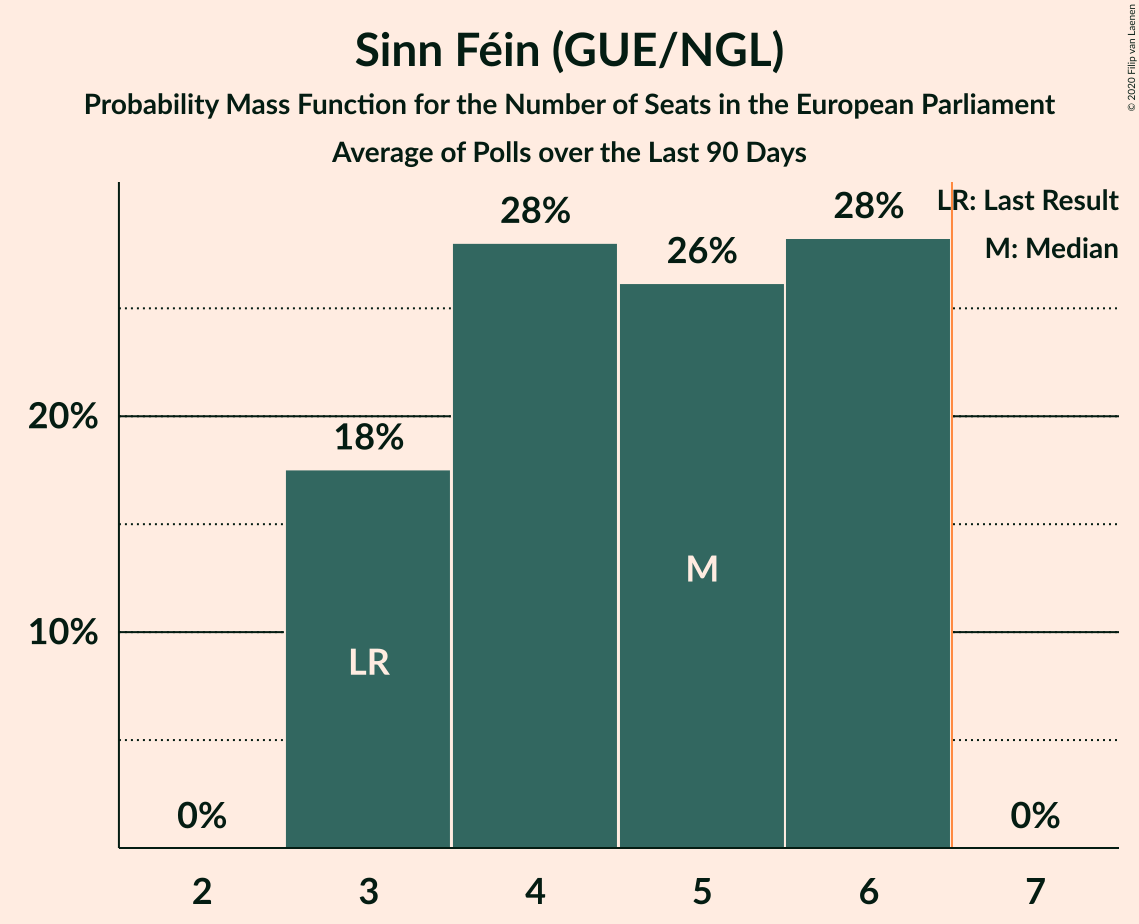 Sinn Féin (GUE/NGL)
Probability Mass Function for the Number of Seats in the European Parliament
Average of Polls over the Last 90 Days
© 2020 Filip van Laenen
LR: Last Result
M: Median
28%
26%
28%
20%
18%
M
10%
LR
0%
0%
2
3
4
5
6
7